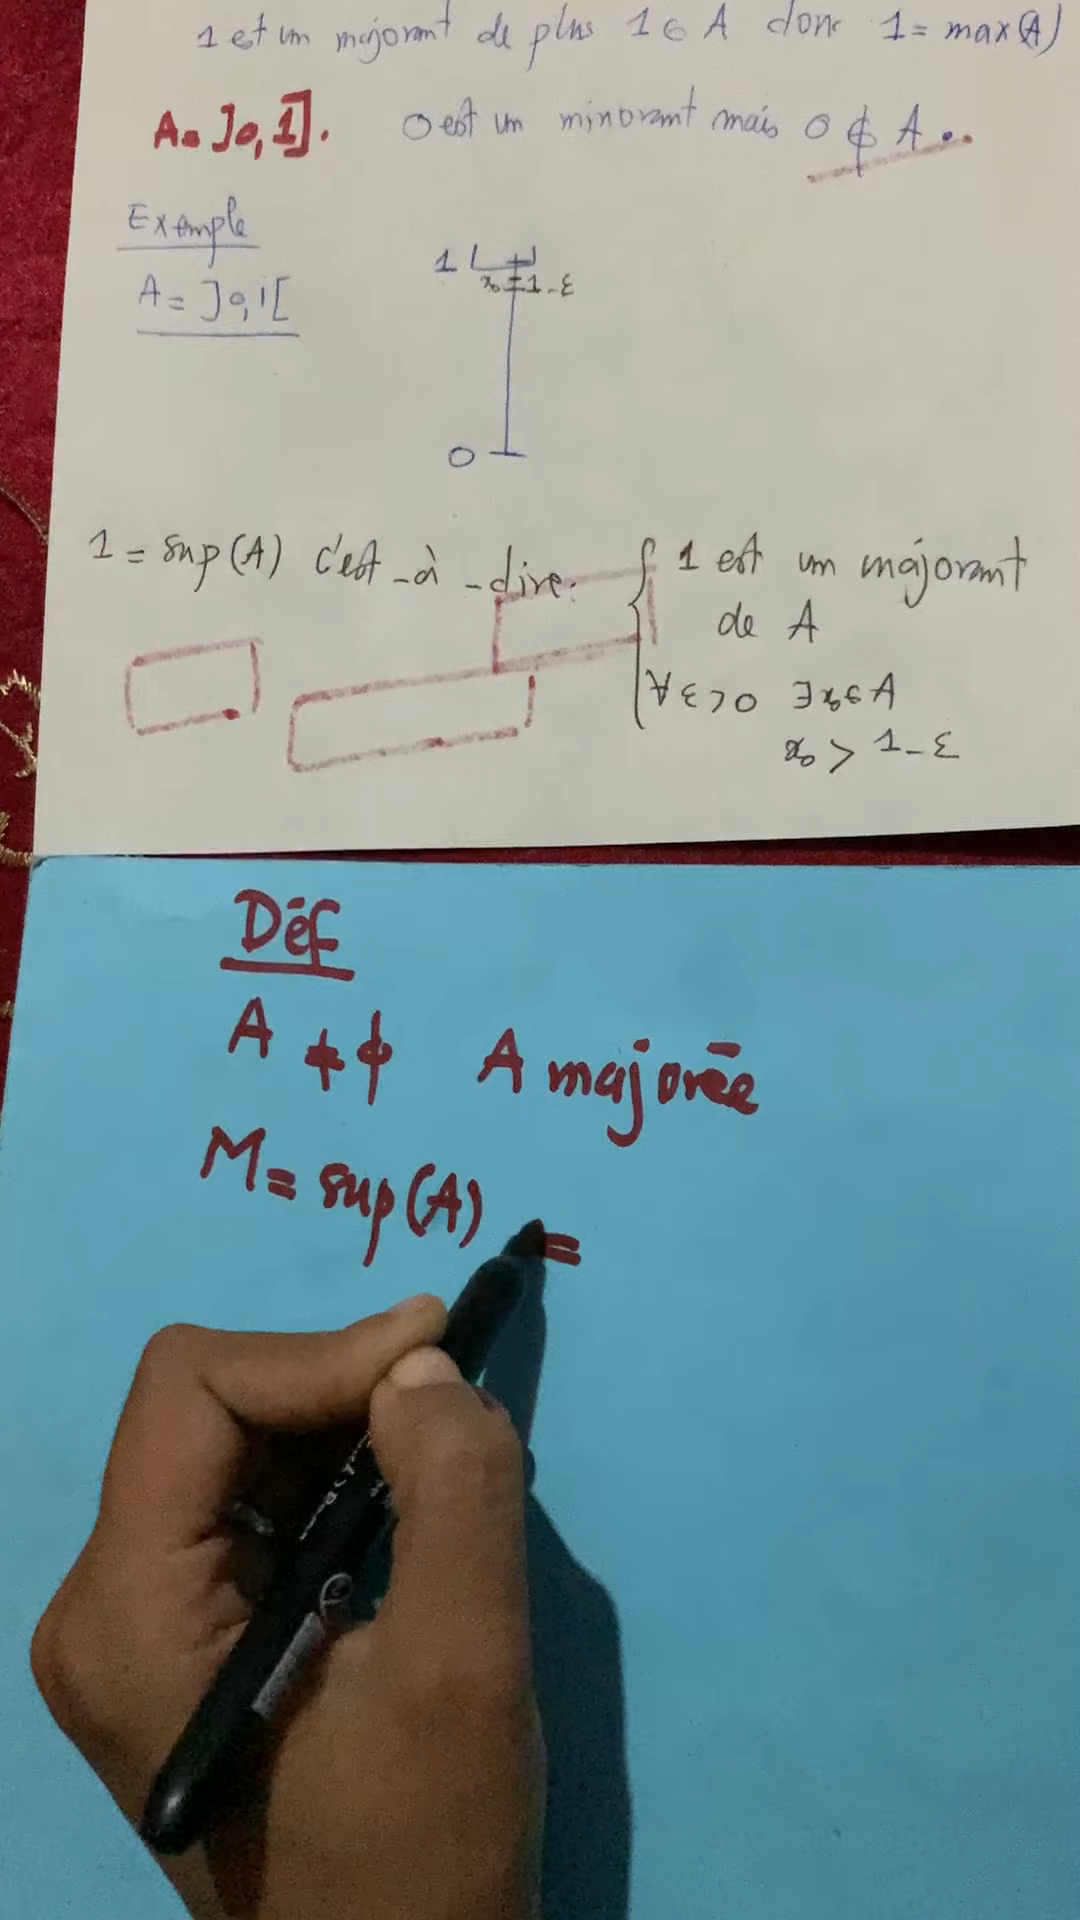 1 est un majorant de plus 1 ∈ A donc 1 = max(A)
A = ]0,1]. 0 est un minorant mais 0 ∉ A..
Exemple
A = ]0,1[
1
x₀ = 1-ε
0
1 = sup(A) c'est-à-dire: { 1 est un majorant
de A
∀ε>0 ∃x₀∈A
x₀ > 1-ε
Déf
A ≠ ϕ A majorée
M = sup(A) =